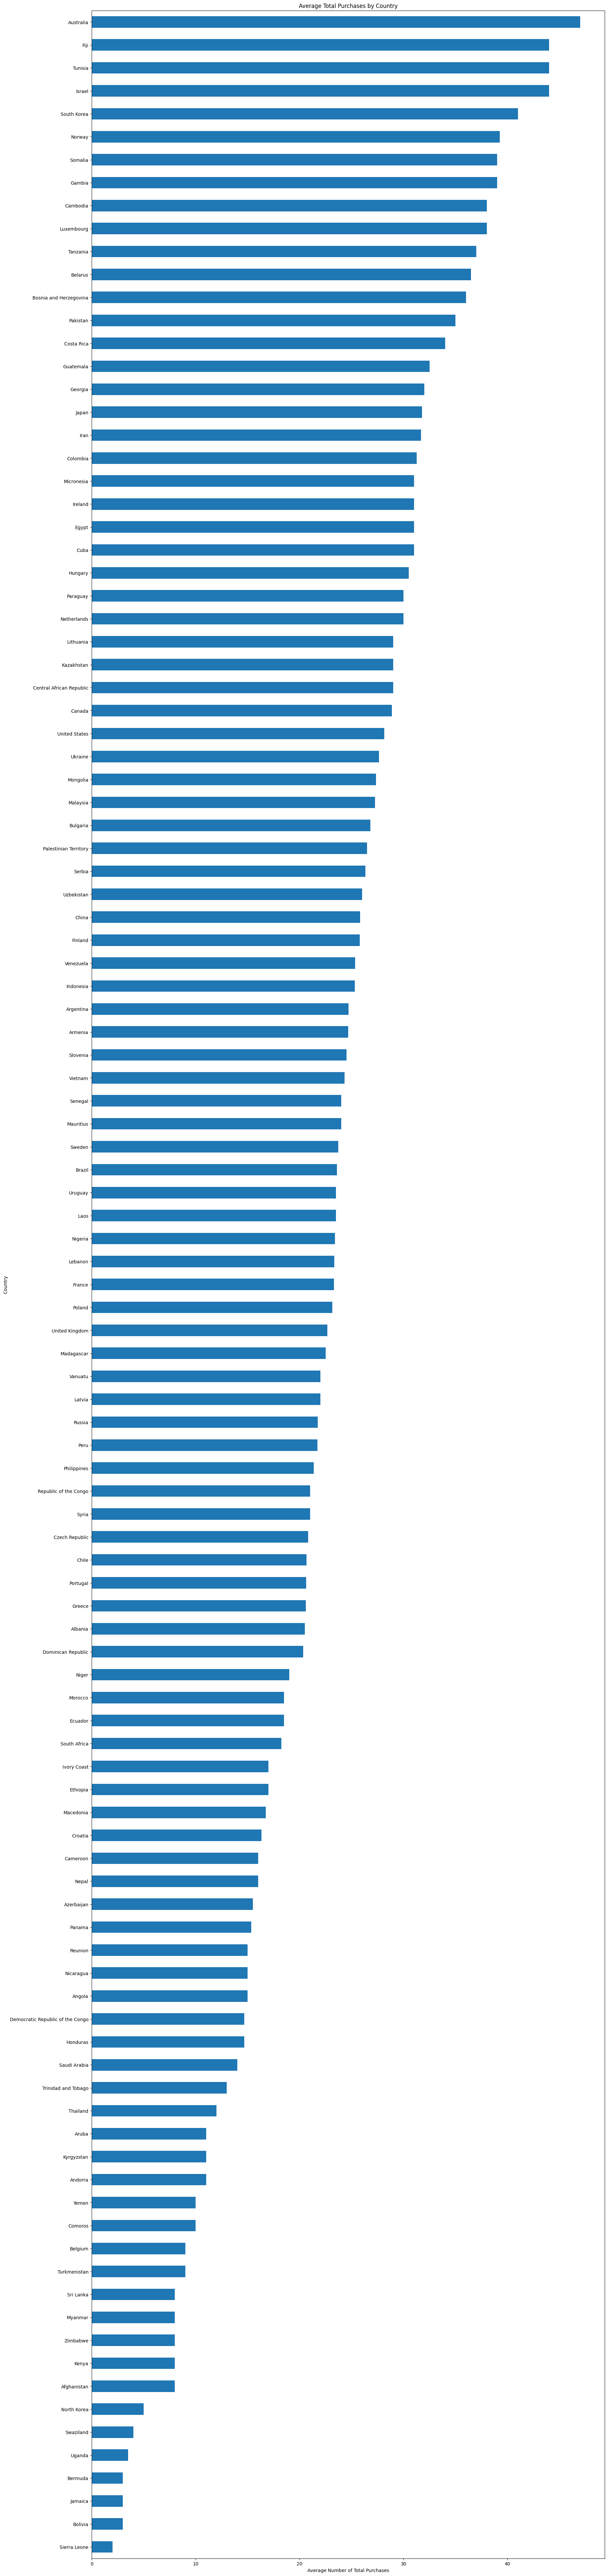 Average Total Purchases by Country
Australia
Fiji
Tunisia
Israel
South Korea
Norway
Somalia
Gambia
Cambodia
Luxembourg
Tanzania
Belarus
Bosnia and Herzegovina
Pakistan
Costa Rica
Guatemala
Georgia
Japan
Iran
Colombia
Micronesia
Ireland
Egypt
Cuba
Hungary
Paraguay
Netherlands
Lithuania
Kazakhstan
Central African Republic
Canada
United States
Ukraine
Mongolia
Malaysia
Bulgaria
Palestinian Territory
Serbia
Uzbekistan
China
Finland
Venezuela
Indonesia
Argentina
Armenia
Slovenia
Vietnam
Senegal
Mauritius
Sweden
Brazil
Uruguay
Laos
Nigeria
Lebanon
Country
France
Poland
United Kingdom
Madagascar
Vanuatu
Latvia
Russia
Peru
Philippines
Republic of the Congo
Syria
Czech Republic
Chile
Portugal
Greece
Albania
Dominican Republic
Niger
Morocco
Ecuador
South Africa
Ivory Coast
Ethiopia
Macedonia
Croatia
Cameroon
Nepal
Azerbaijan
Panama
Reunion
Nicaragua
Angola
Democratic Republic of the Congo
Honduras
Saudi Arabia
Trinidad and Tobago
Thailand
Aruba
Kyrgyzstan
Andorra
Yemen
Comoros
Belgium
Turkmenistan
Sri Lanka
Myanmar
Zimbabwe
Kenya
Afghanistan
North Korea
Swaziland
Uganda
Bermuda
Jamaica
Bolivia
Sierra Leone
0 10 20 30 40
Average Number of Total Purchases